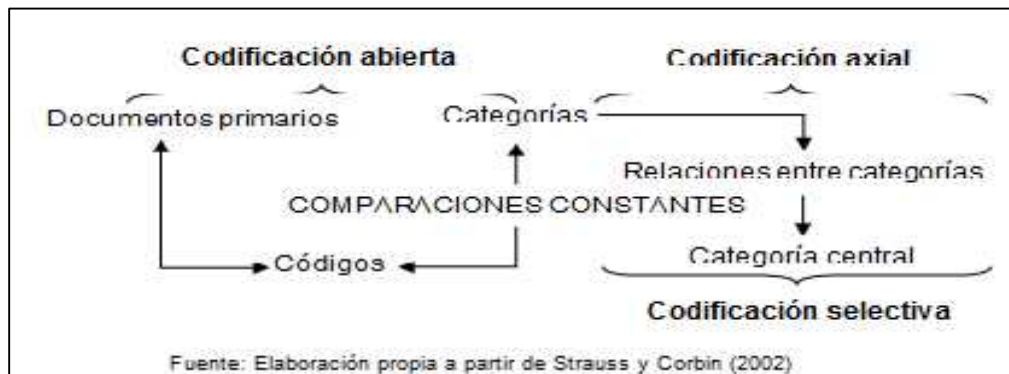 Codificación abierta
Codificación axial
Documentos primarios
Categorías
Relaciones entre categorías
COMPARACIONES CONSTANTES
Códigos
Categoría central
Codificación selectiva
Fuente: Elaboración propia a partir de Strauss y Corbin (2002)